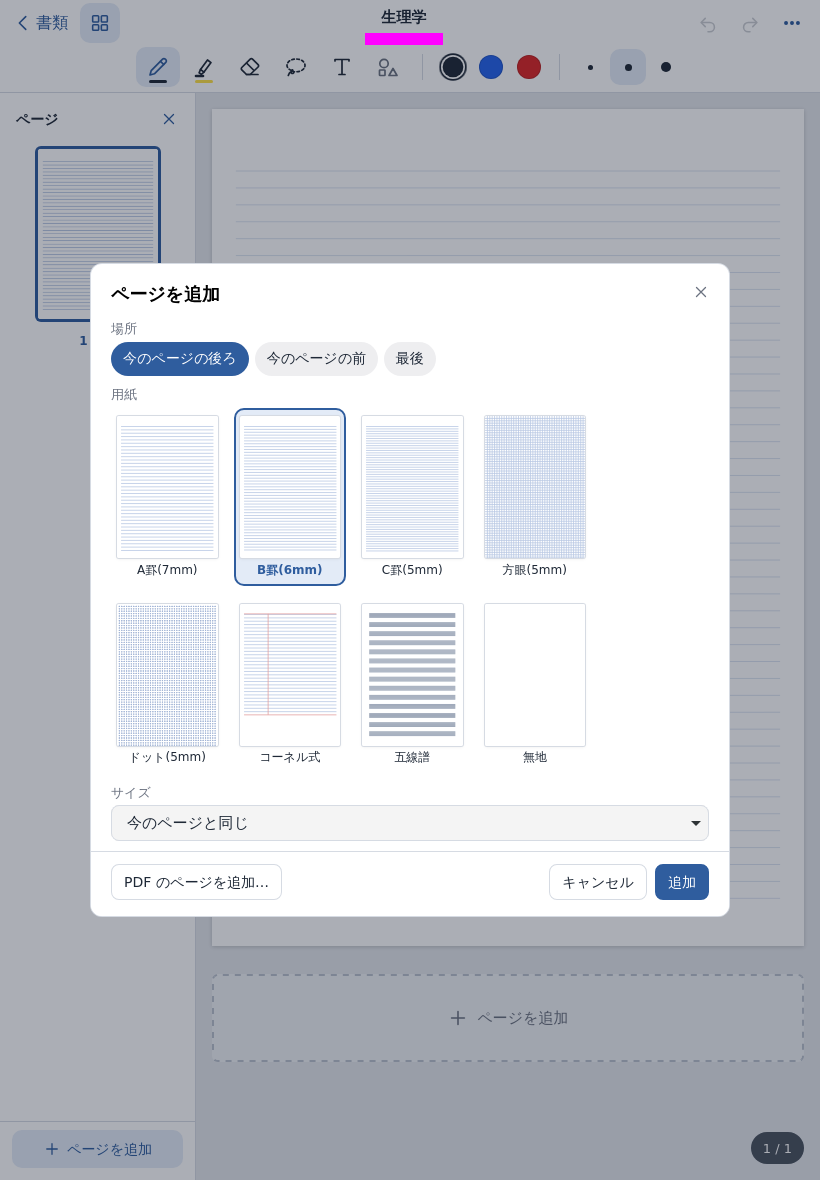 書類
生理学
T
ページ
1
ページを追加
場所
今のページの後ろ
今のページの前
最後
用紙
A罫(7mm)
B罫(6mm)
C罫(5mm)
方眼(5mm)
ドット(5mm)
コーネル式
五線譜
無地
サイズ
今のページと同じ
PDF のページを追加...
キャンセル
追加
ページを追加
ページを追加
1 / 1